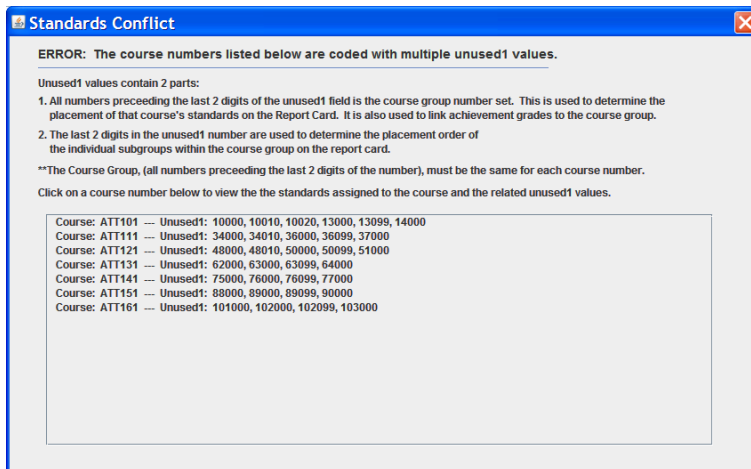 Standards Conflict
ERROR: The course numbers listed below are coded with multiple unused1 values.
Unused1 values contain 2 parts:
1. All numbers preceeding the last 2 digits of the unused1 field is the course group number set. This is used to determine the
placement of that course's standards on the Report Card. It is also used to link achievement grades to the course group.
2. The last 2 digits in the unused1 number are used to determine the placement order of
the individual subgroups within the course group on the report card.
**The Course Group, (all numbers preceeding the last 2 digits of the number), must be the same for each course number.
Click on a course number below to view the the standards assigned to the course and the related unused1 values.
Course: ATT101 --- Unused1: 10000, 10010, 10020, 13000, 13099, 14000
Course: ATT111 --- Unused1: 34000, 34010, 36000, 36099, 37000
Course: ATT121 --- Unused1: 48000, 48010, 50000, 50099, 51000
Course: ATT131 --- Unused1: 62000, 63000, 63099, 64000
Course: ATT141 --- Unused1: 75000, 76000, 76099, 77000
Course: ATT151 --- Unused1: 88000, 89000, 89099, 90000
Course: ATT161 --- Unused1: 101000, 102000, 102099, 103000